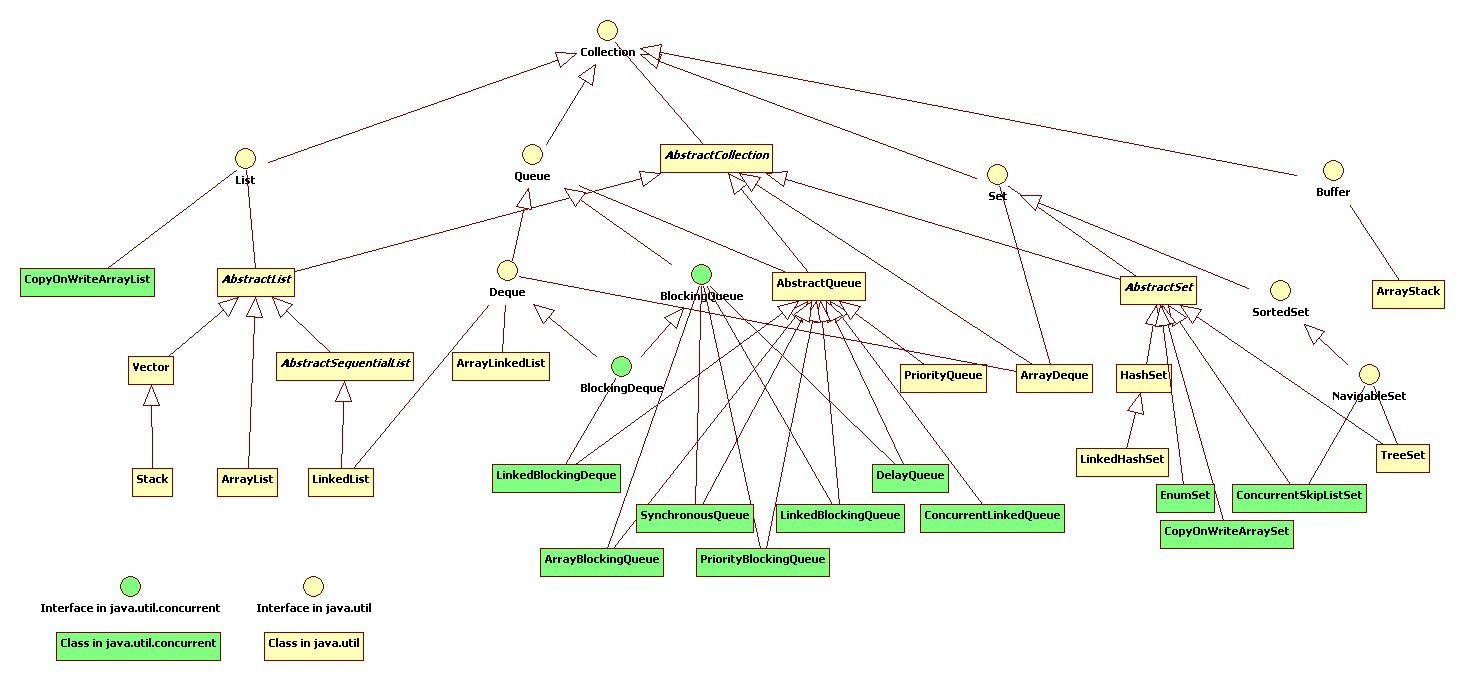 Collection
List
Queue
AbstractCollection
Set
Buffer
CopyOnWriteArrayList
AbstractList
Deque
BlockingQueue
AbstractQueue
AbstractSet
SortedSet
ArrayStack
Vector
AbstractSequentialList
ArrayLinkedList
BlockingDeque
PriorityQueue
ArrayDeque
HashSet
NavigableSet
Stack
ArrayList
LinkedList
LinkedBlockingDeque
DelayQueue
LinkedHashSet
TreeSet
SynchronousQueue
LinkedBlockingQueue
ConcurrentLinkedQueue
EnumSet
ConcurrentSkipListSet
ArrayBlockingQueue
PriorityBlockingQueue
CopyOnWriteArraySet
Interface in java.util.concurrent
Interface in java.util
Class in java.util.concurrent
Class in java.util